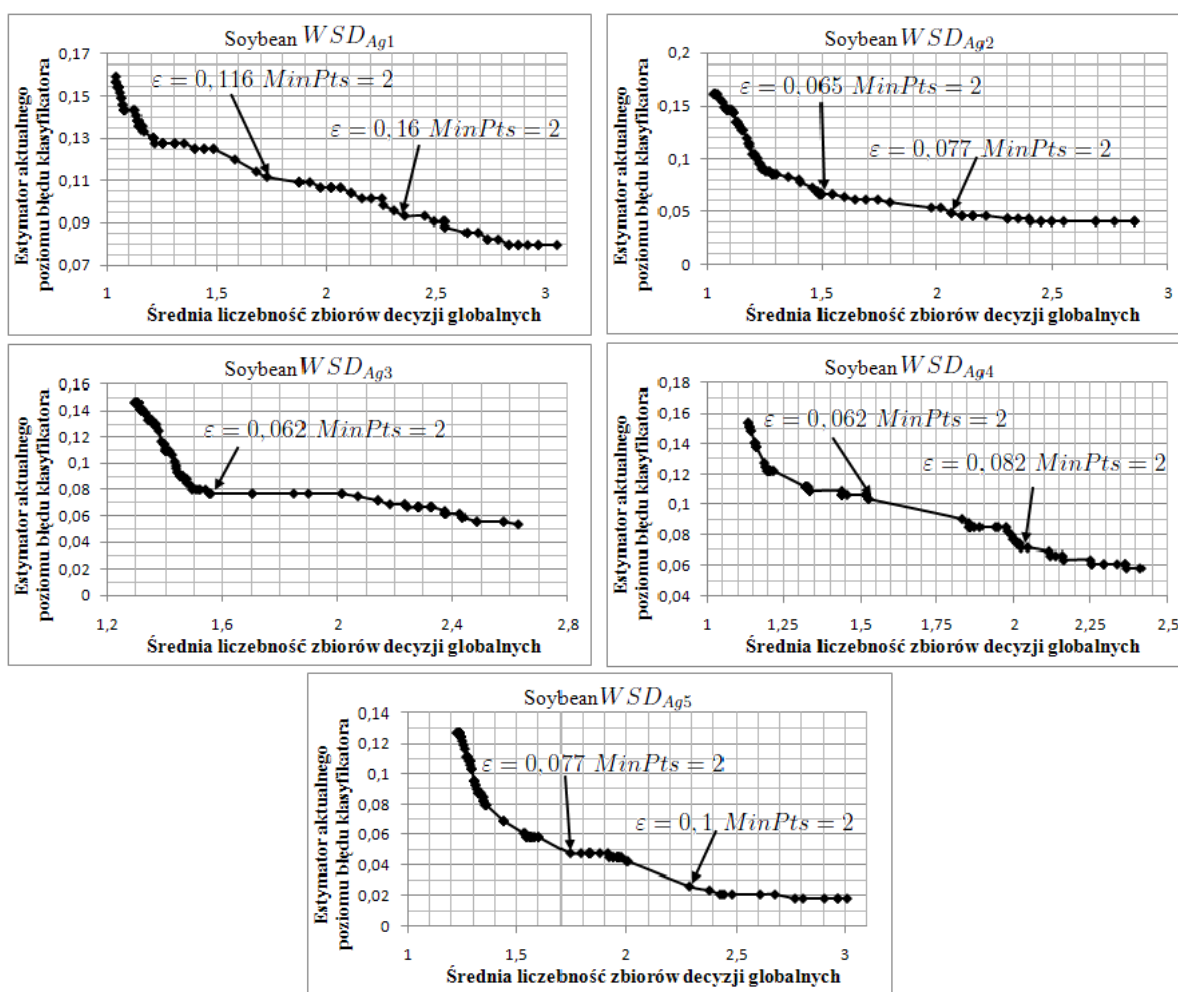 Soybean WSD_{Ag1}
ε = 0,116 MinPts = 2
ε = 0,16 MinPts = 2
0,17
0,15
0,13
0,11
0,09
0,07
1 1,5 2 2,5 3
Estymator aktualnego
poziomu błędu klasyfikatora
Średnia liczebność zbiorów decyzji globalnych
Soybean WSD_{Ag2}
ε = 0,065 MinPts = 2
ε = 0,077 MinPts = 2
0,2
0,15
0,1
0,05
0
1 1,5 2 2,5 3
Estymator aktualnego
poziomu błędu klasyfikatora
Średnia liczebność zbiorów decyzji globalnych
Soybean WSD_{Ag3}
ε = 0,062 MinPts = 2
0,16
0,14
0,12
0,1
0,08
0,06
0,04
0,02
0
1,2 1,6 2 2,4 2,8
Estymator aktualnego
poziomu błędu klasyfikatora
Średnia liczebność zbiorów decyzji globalnych
Soybean WSD_{Ag4}
ε = 0,062 MinPts = 2
ε = 0,082 MinPts = 2
0,18
0,16
0,14
0,12
0,1
0,08
0,06
0,04
1 1,25 1,5 1,75 2 2,25 2,5
Estymator aktualnego
poziomu błędu klasyfikatora
Średnia liczebność zbiorów decyzji globalnych
Soybean WSD_{Ag5}
ε = 0,077 MinPts = 2
ε = 0,1 MinPts = 2
0,14
0,12
0,1
0,08
0,06
0,04
0,02
0
1 1,5 2 2,5 3
Estymator aktualnego
poziomu błędu klasyfikatora
Średnia liczebność zbiorów decyzji globalnych